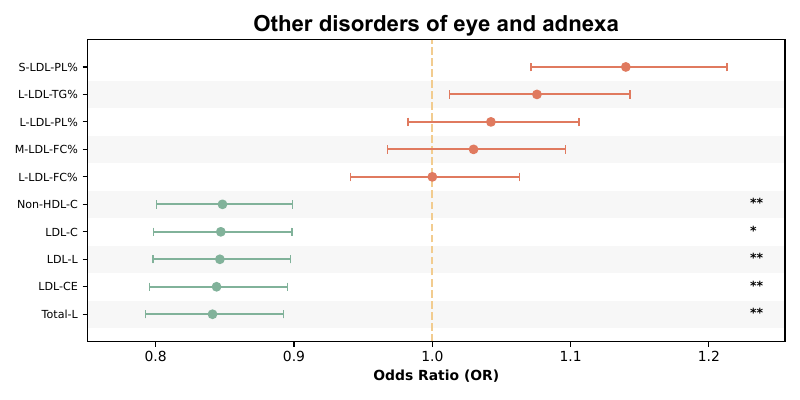 Other disorders of eye and adnexa
S-LDL-PL%
L-LDL-TG%
L-LDL-PL%
M-LDL-FC%
L-LDL-FC%
Non-HDL-C **
LDL-C *
LDL-L **
LDL-CE **
Total-L **
0.8 0.9 1.0 1.1 1.2
Odds Ratio (OR)